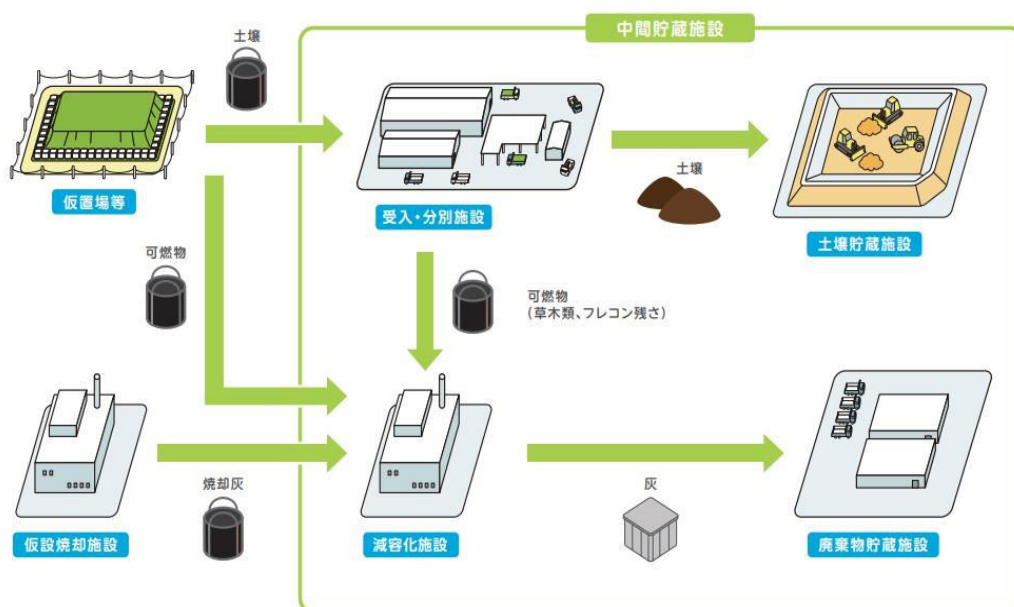 中間貯蔵施設
土壌
仮置場等
受入・分別施設
土壌
土壌貯蔵施設
可燃物
可燃物
(草木類、フレコン残さ)
焼却灰
灰
仮設焼却施設
減容化施設
廃棄物貯蔵施設